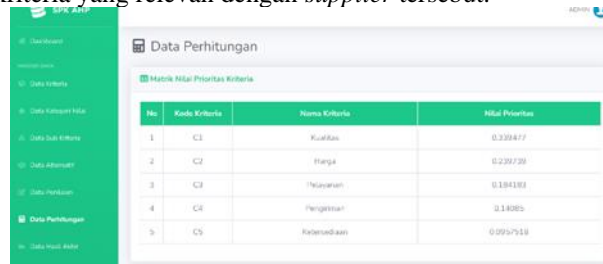 kriteria yang relevan dengan supplier tersebut.
SPK AHP
ADMIN
Dashboard
Data Perhitungan
Data Kriteria
Matrik Nilai Prioritas Kriteria
Data Kategori Nilai
No Kode Kriteria Nama Kriteria Nilai Prioritas
Data Sub Kriteria
1 C1 Kualitas 0.339477
Data Alternatif
2 C2 Harga 0.239739
Data Penilaian
3 C3 Pelayanan 0.184183
Data Perhitungan
4 C4 Pengiriman 0.14085
Data Hasil Akhir
5 C5 Ketersediaan 0.0957518